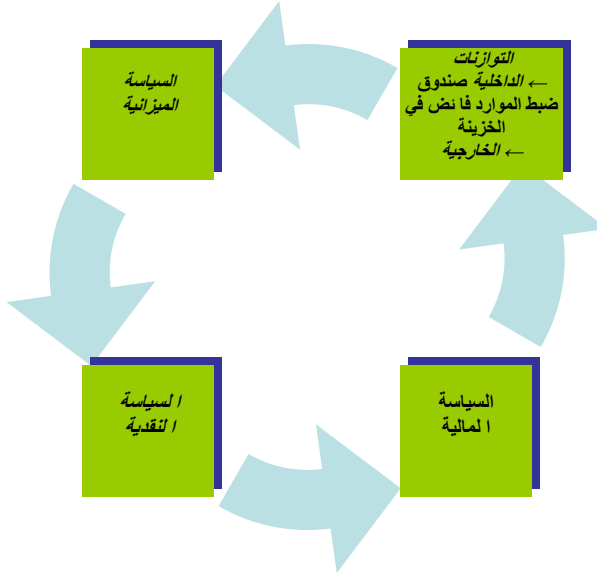 التوازنات
← الداخلية صندوق
ضبط الموارد فا ئض في
الخزينة
← الخارجية
السياسة
الميزانية
ا لسياسة
ا لنقدية
السياسة
ا لمالية